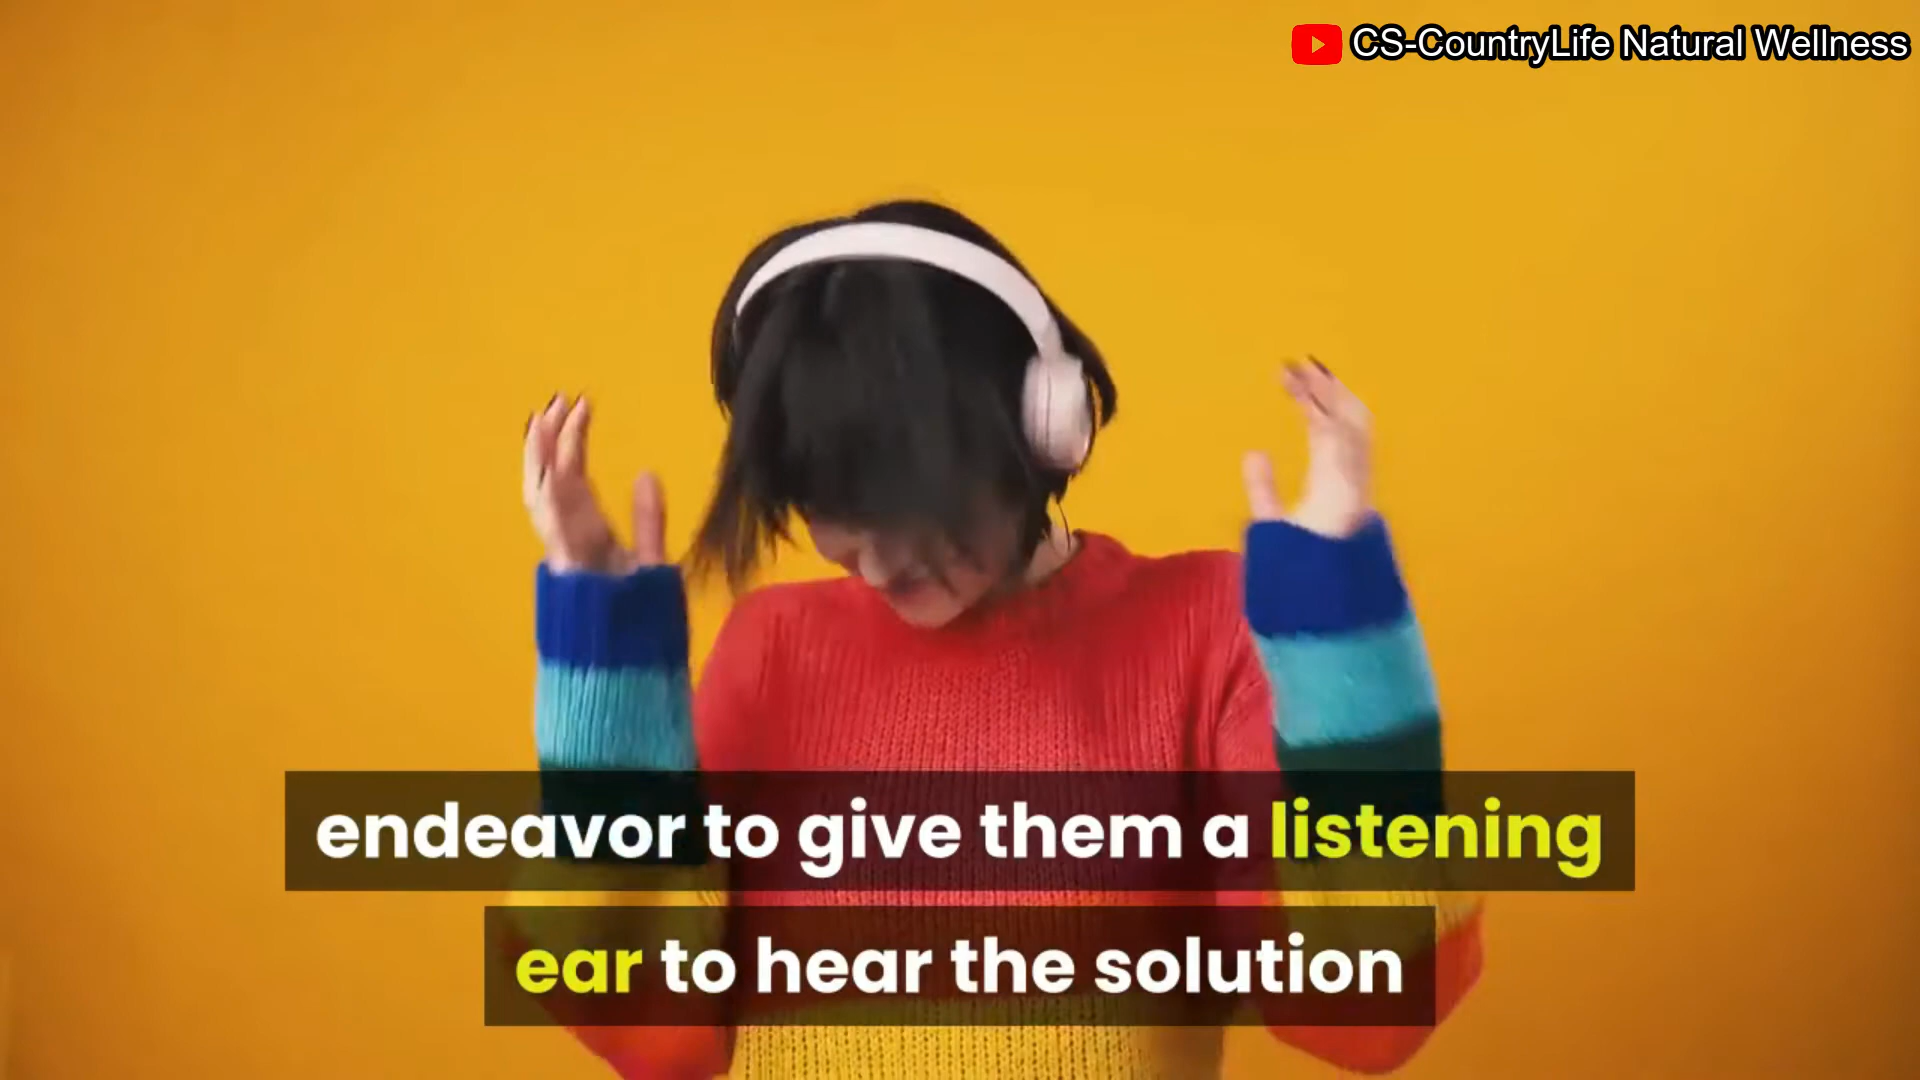 CS-CountryLife Natural Wellness
endeavor to give them a listening
ear to hear the solution